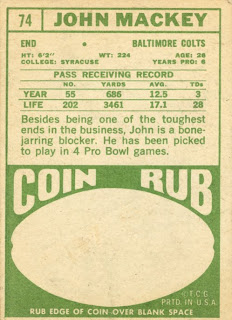 74 JOHN MACKEY
END • BALTIMORE COLTS
HT: 6'2" WT: 224 AGE: 26
COLLEGE: SYRACUSE YEARS PRO: 6
PASS RECEIVING RECORD
NO. YARDS AVG. TDs
YEAR 55 686 12.5 3
LIFE 202 3461 17.1 28
Besides being one of the toughest
ends in the business, John is a bone-
jarring blocker. He has been picked
to play in 4 Pro Bowl games.
COIN RUB
T.C.G.
PRTD. IN U.S.A.
RUB EDGE OF COIN OVER BLANK SPACE